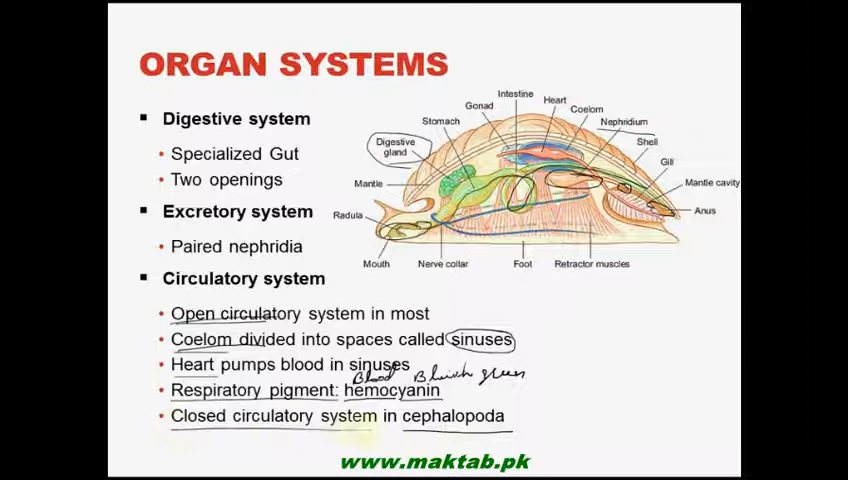 ORGAN SYSTEMS
▪ Digestive system
• Specialized Gut
• Two openings
▪ Excretory system
• Paired nephridia
▪ Circulatory system
• Open circulatory system in most
• Coelom divided into spaces called sinuses
• Heart pumps blood in sinuses
Blood Bluish green
• Respiratory pigment: hemocyanin
• Closed circulatory system in cephalopoda
Intestine
Gonad
Heart
Coelom
Stomach
Nephridium
Digestive
gland
Shell
Gill
Mantle
Mantle cavity
Radula
Anus
Mouth
Nerve collar
Foot
Retractor muscles
www.maktab.pk